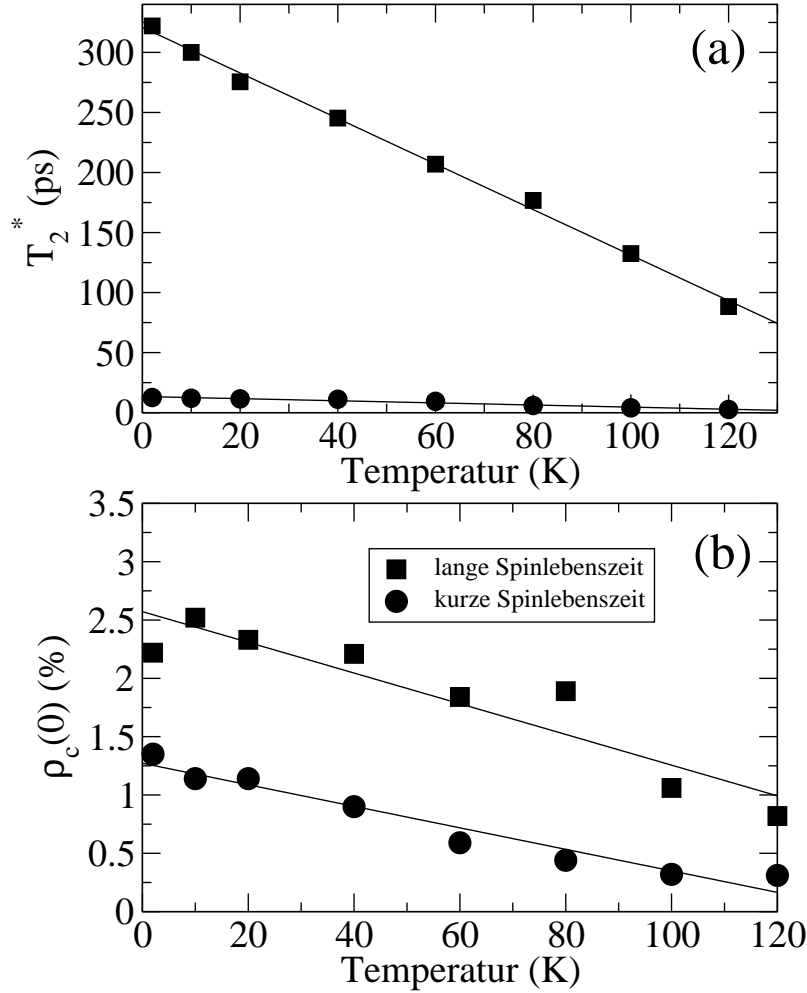 (a)
T2* (ps)
300
250
200
150
100
50
0
0 20 40 60 80 100 120
Temperatur (K)
(b)
ρc(0) (%)
3.5
3
2.5
2
1.5
1
0.5
0
lange Spinlebenszeit
kurze Spinlebenszeit
0 20 40 60 80 100 120
Temperatur (K)